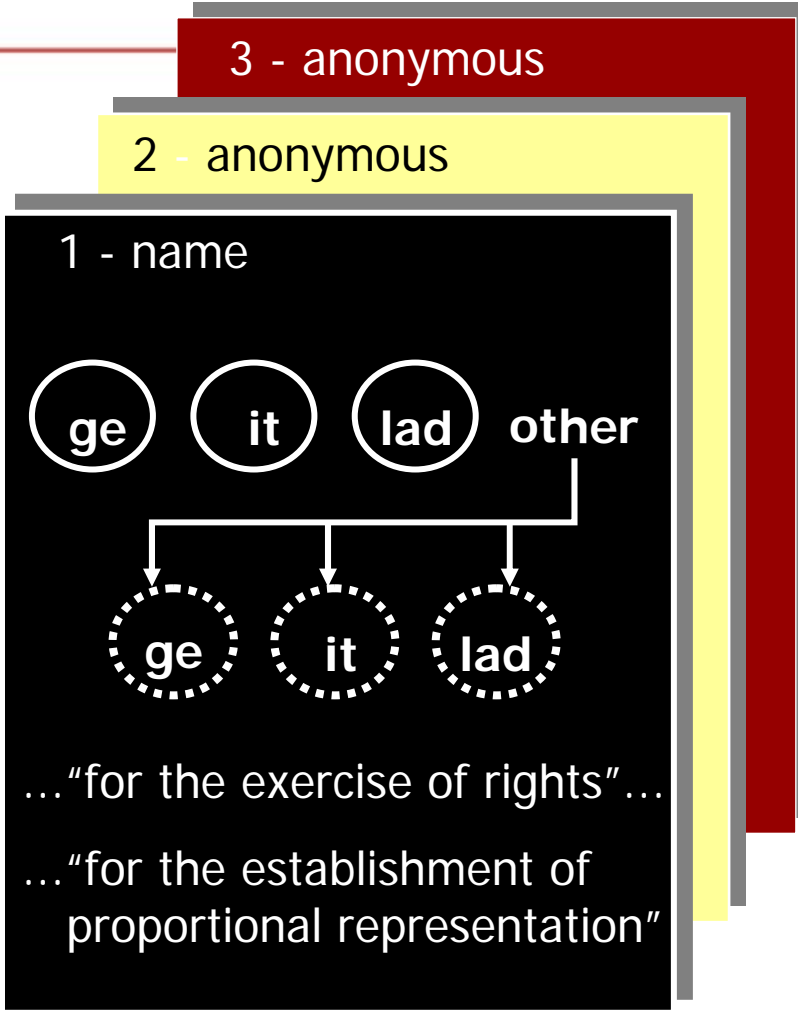 3 - anonymous
2 - anonymous
1 - name
ge it lad other
ge it lad
…“for the exercise of rights”…
…“for the establishment of
proportional representation”